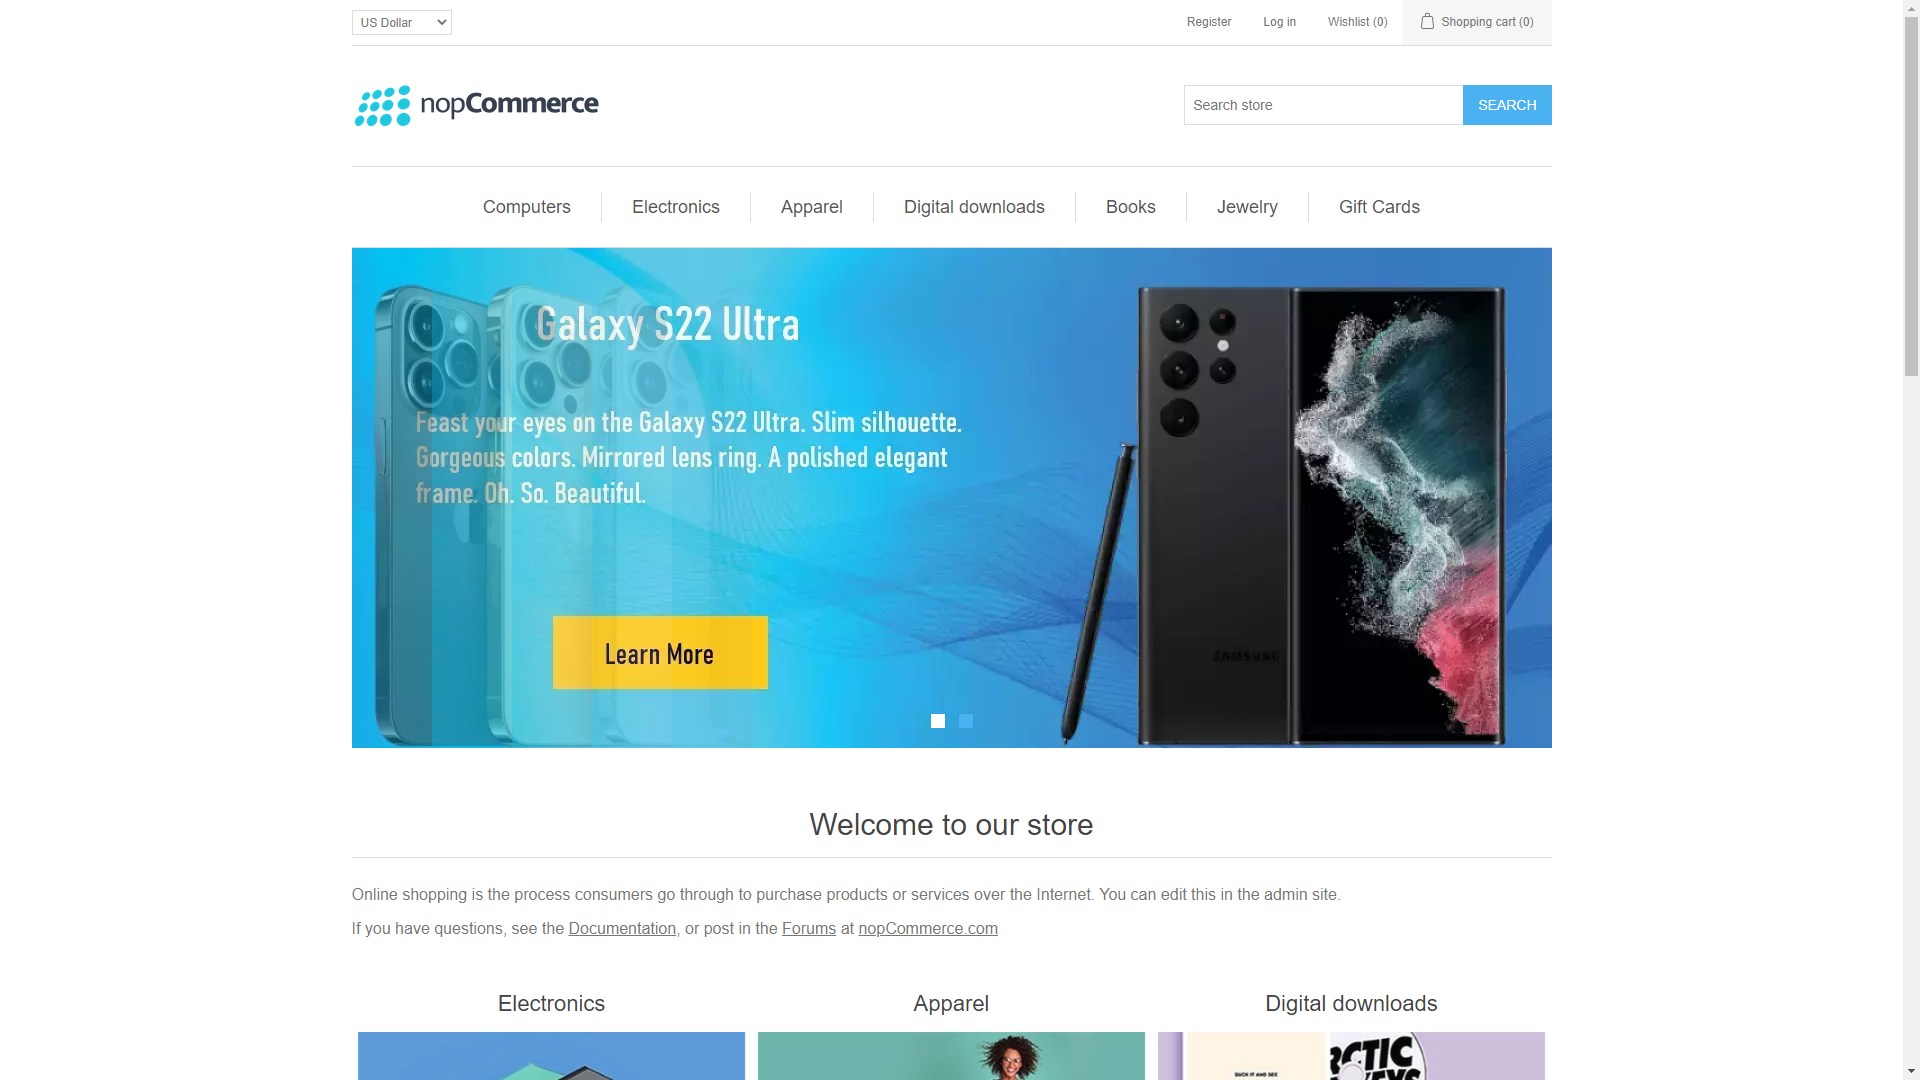 US Dollar
Register
Log in
Wishlist (0)
Shopping cart (0)
nopCommerce
Search store
SEARCH
Computers
Electronics
Apparel
Digital downloads
Books
Jewelry
Gift Cards
Galaxy S22 Ultra
Feast your eyes on the Galaxy S22 Ultra. Slim silhouette.
Gorgeous colors. Mirrored lens ring. A polished elegant
frame. Oh. So. Beautiful.
Learn More
SAMSUNG
Welcome to our store
Online shopping is the process consumers go through to purchase products or services over the Internet. You can edit this in the admin site.
If you have questions, see the Documentation, or post in the Forums at nopCommerce.com
Electronics
Apparel
Digital downloads
SUCK IT AND SEE